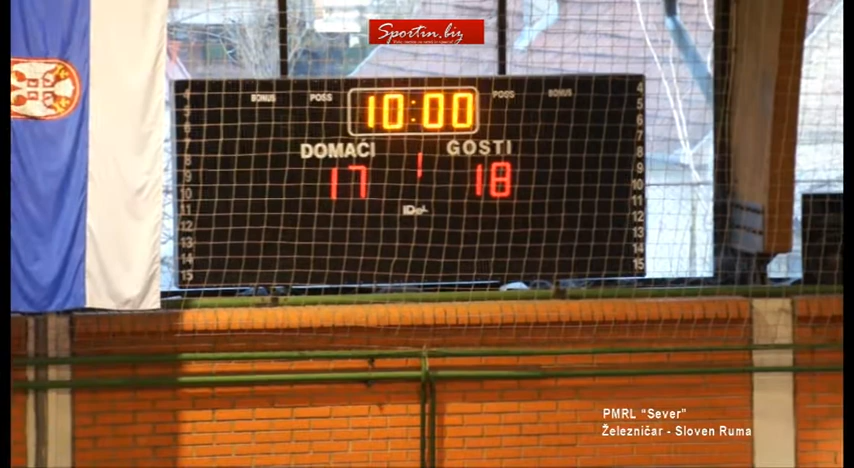 Sportin.biz
BONUS POSS 10:00 POSS BONUS
DOMAĆI GOSTI
17 1 18
IDeL
4 4
5 5
6 6
7 7
8 8
9 9
10 10
11 11
12 12
13 13
14 14
15 15
PMRL "Sever"
Železničar - Sloven Ruma